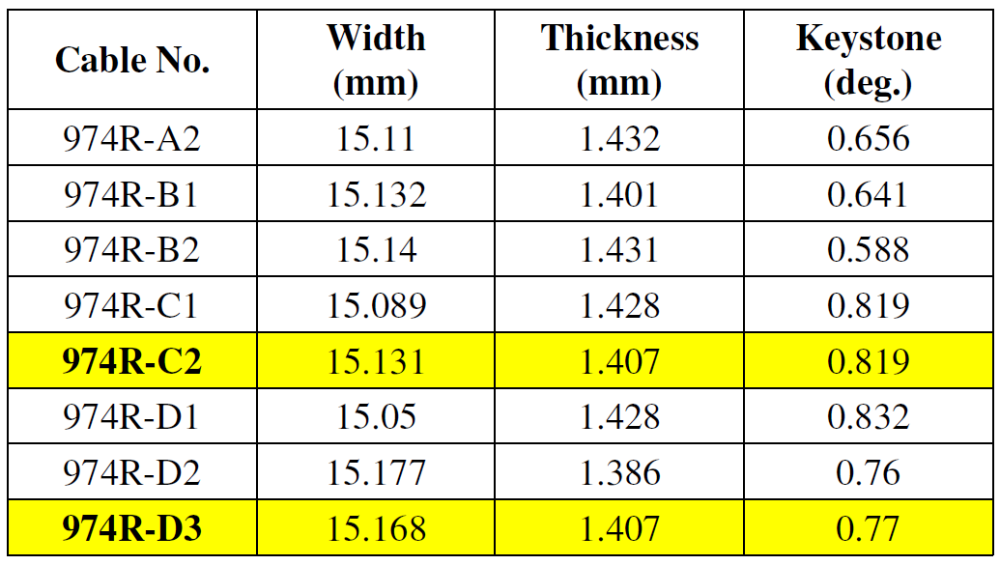 Cable No. Width (mm) Thickness (mm) Keystone (deg.)
974R-A2 15.11 1.432 0.656
974R-B1 15.132 1.401 0.641
974R-B2 15.14 1.431 0.588
974R-C1 15.089 1.428 0.819
974R-C2 15.131 1.407 0.819
974R-D1 15.05 1.428 0.832
974R-D2 15.177 1.386 0.76
974R-D3 15.168 1.407 0.77